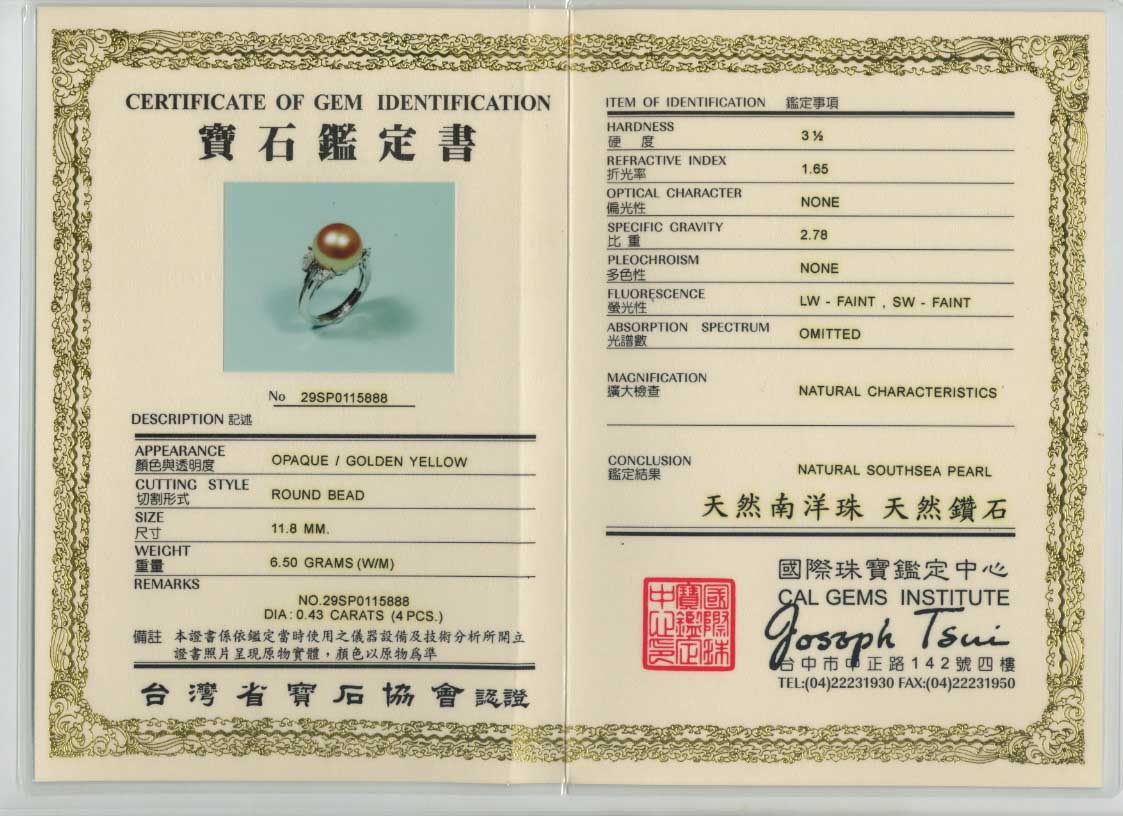 CERTIFICATE OF GEM IDENTIFICATION
寶石鑑定書
No 29SP0115888
DESCRIPTION 記述
APPEARANCE
顏色與透明度 OPAQUE / GOLDEN YELLOW
CUTTING STYLE
切割形式 ROUND BEAD
SIZE
尺寸 11.8 MM.
WEIGHT
重量 6.50 GRAMS (W/M)
REMARKS
NO.29SP0115888
DIA : 0.43 CARATS (4 PCS.)
備註 本證書係依鑑定當時使用之儀器設備及技術分析所開立
證書照片呈現原物實體，顏色以原物為準
台灣省寶石協會認證
ITEM OF IDENTIFICATION 鑑定事項
HARDNESS
硬度 3 ½
REFRACTIVE INDEX
折光率 1.65
OPTICAL CHARACTER
偏光性 NONE
SPECIFIC GRAVITY
比重 2.78
PLEOCHROISM
多色性 NONE
FLUORESCENCE
螢光性 LW - FAINT , SW - FAINT
ABSORPTION SPECTRUM
光譜數 OMITTED
MAGNIFICATION
擴大檢查 NATURAL CHARACTERISTICS
CONCLUSION
鑑定結果 NATURAL SOUTHSEA PEARL
天然南洋珠 天然鑽石
國際珠寶鑑定中心
CAL GEMS INSTITUTE
Joseph Tsui
台中市中正路142號四樓
TEL:(04)22231930 FAX:(04)22231950
國際珠
寶鑑定
中心